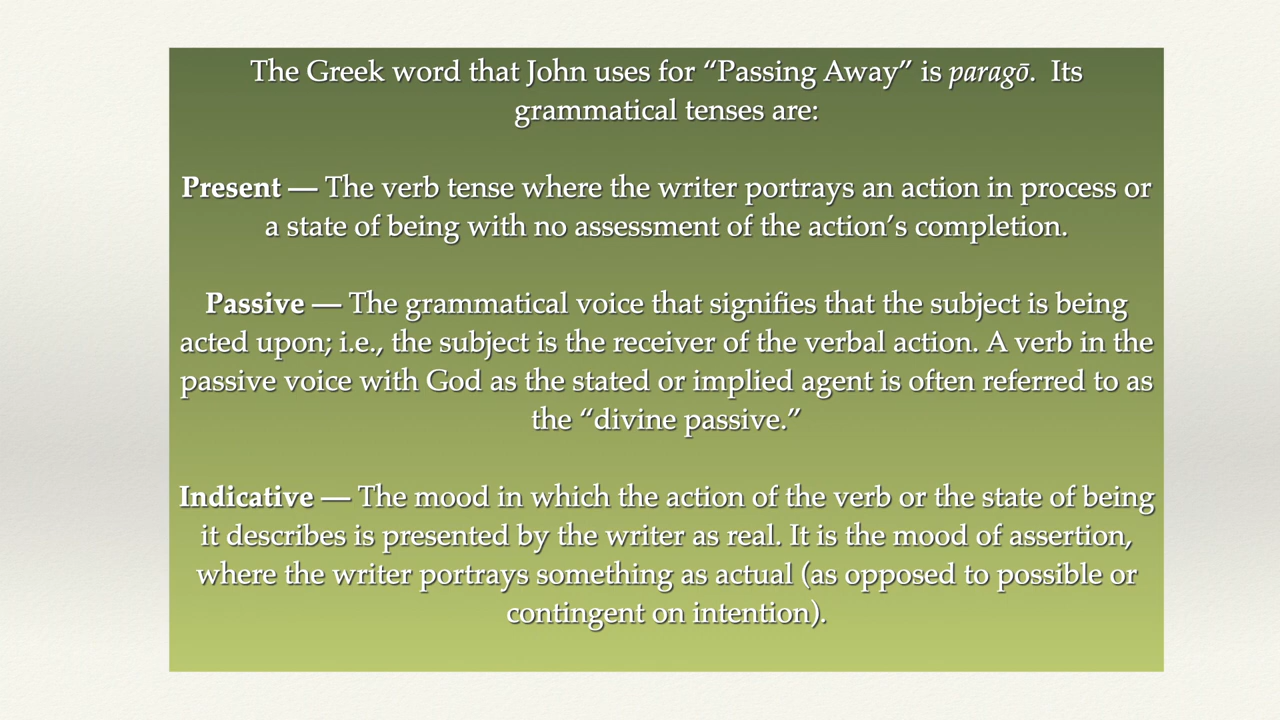 The Greek word that John uses for “Passing Away” is paragō.  Its
grammatical tenses are:
Present — The verb tense where the writer portrays an action in process or
a state of being with no assessment of the action’s completion.
Passive — The grammatical voice that signifies that the subject is being
acted upon; i.e., the subject is the receiver of the verbal action. A verb in the
passive voice with God as the stated or implied agent is often referred to as
the “divine passive.”
Indicative — The mood in which the action of the verb or the state of being
it describes is presented by the writer as real. It is the mood of assertion,
where the writer portrays something as actual (as opposed to possible or
contingent on intention).